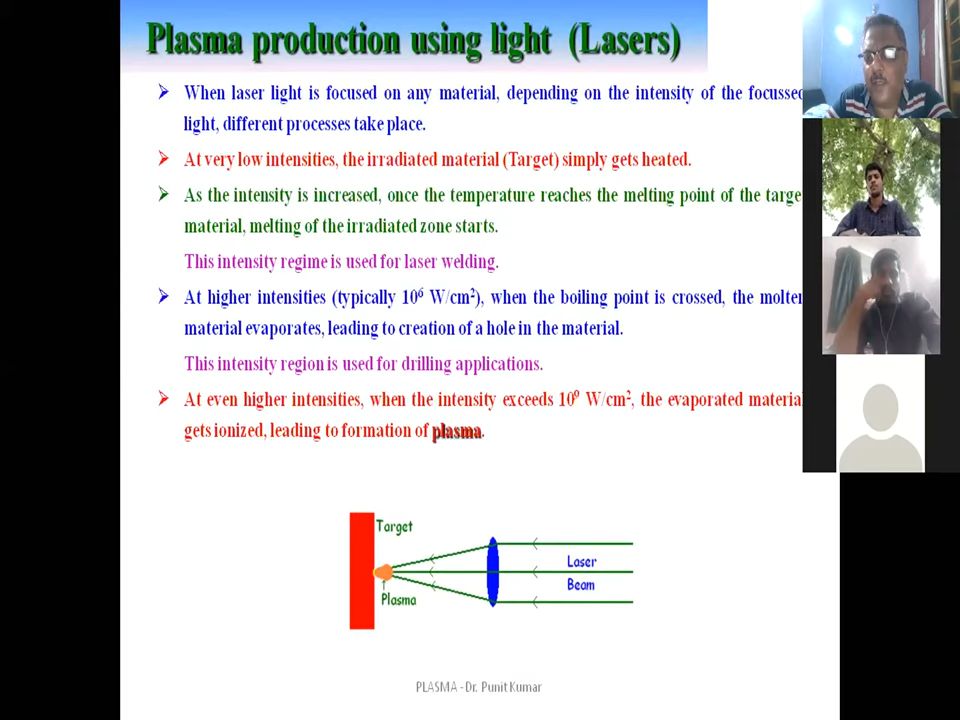 Plasma production using light (Lasers)
➢ When laser light is focused on any material, depending on the intensity of the focussed
light, different processes take place.
➢ At very low intensities, the irradiated material (Target) simply gets heated.
➢ As the intensity is increased, once the temperature reaches the melting point of the target
material, melting of the irradiated zone starts.
This intensity regime is used for laser welding.
➢ At higher intensities (typically 10⁶ W/cm²), when the boiling point is crossed, the molten
material evaporates, leading to creation of a hole in the material.
This intensity region is used for drilling applications.
➢ At even higher intensities, when the intensity exceeds 10⁹ W/cm², the evaporated material
gets ionized, leading to formation of plasma.
Target
Laser
Beam
Plasma
PLASMA - Dr. Punit Kumar